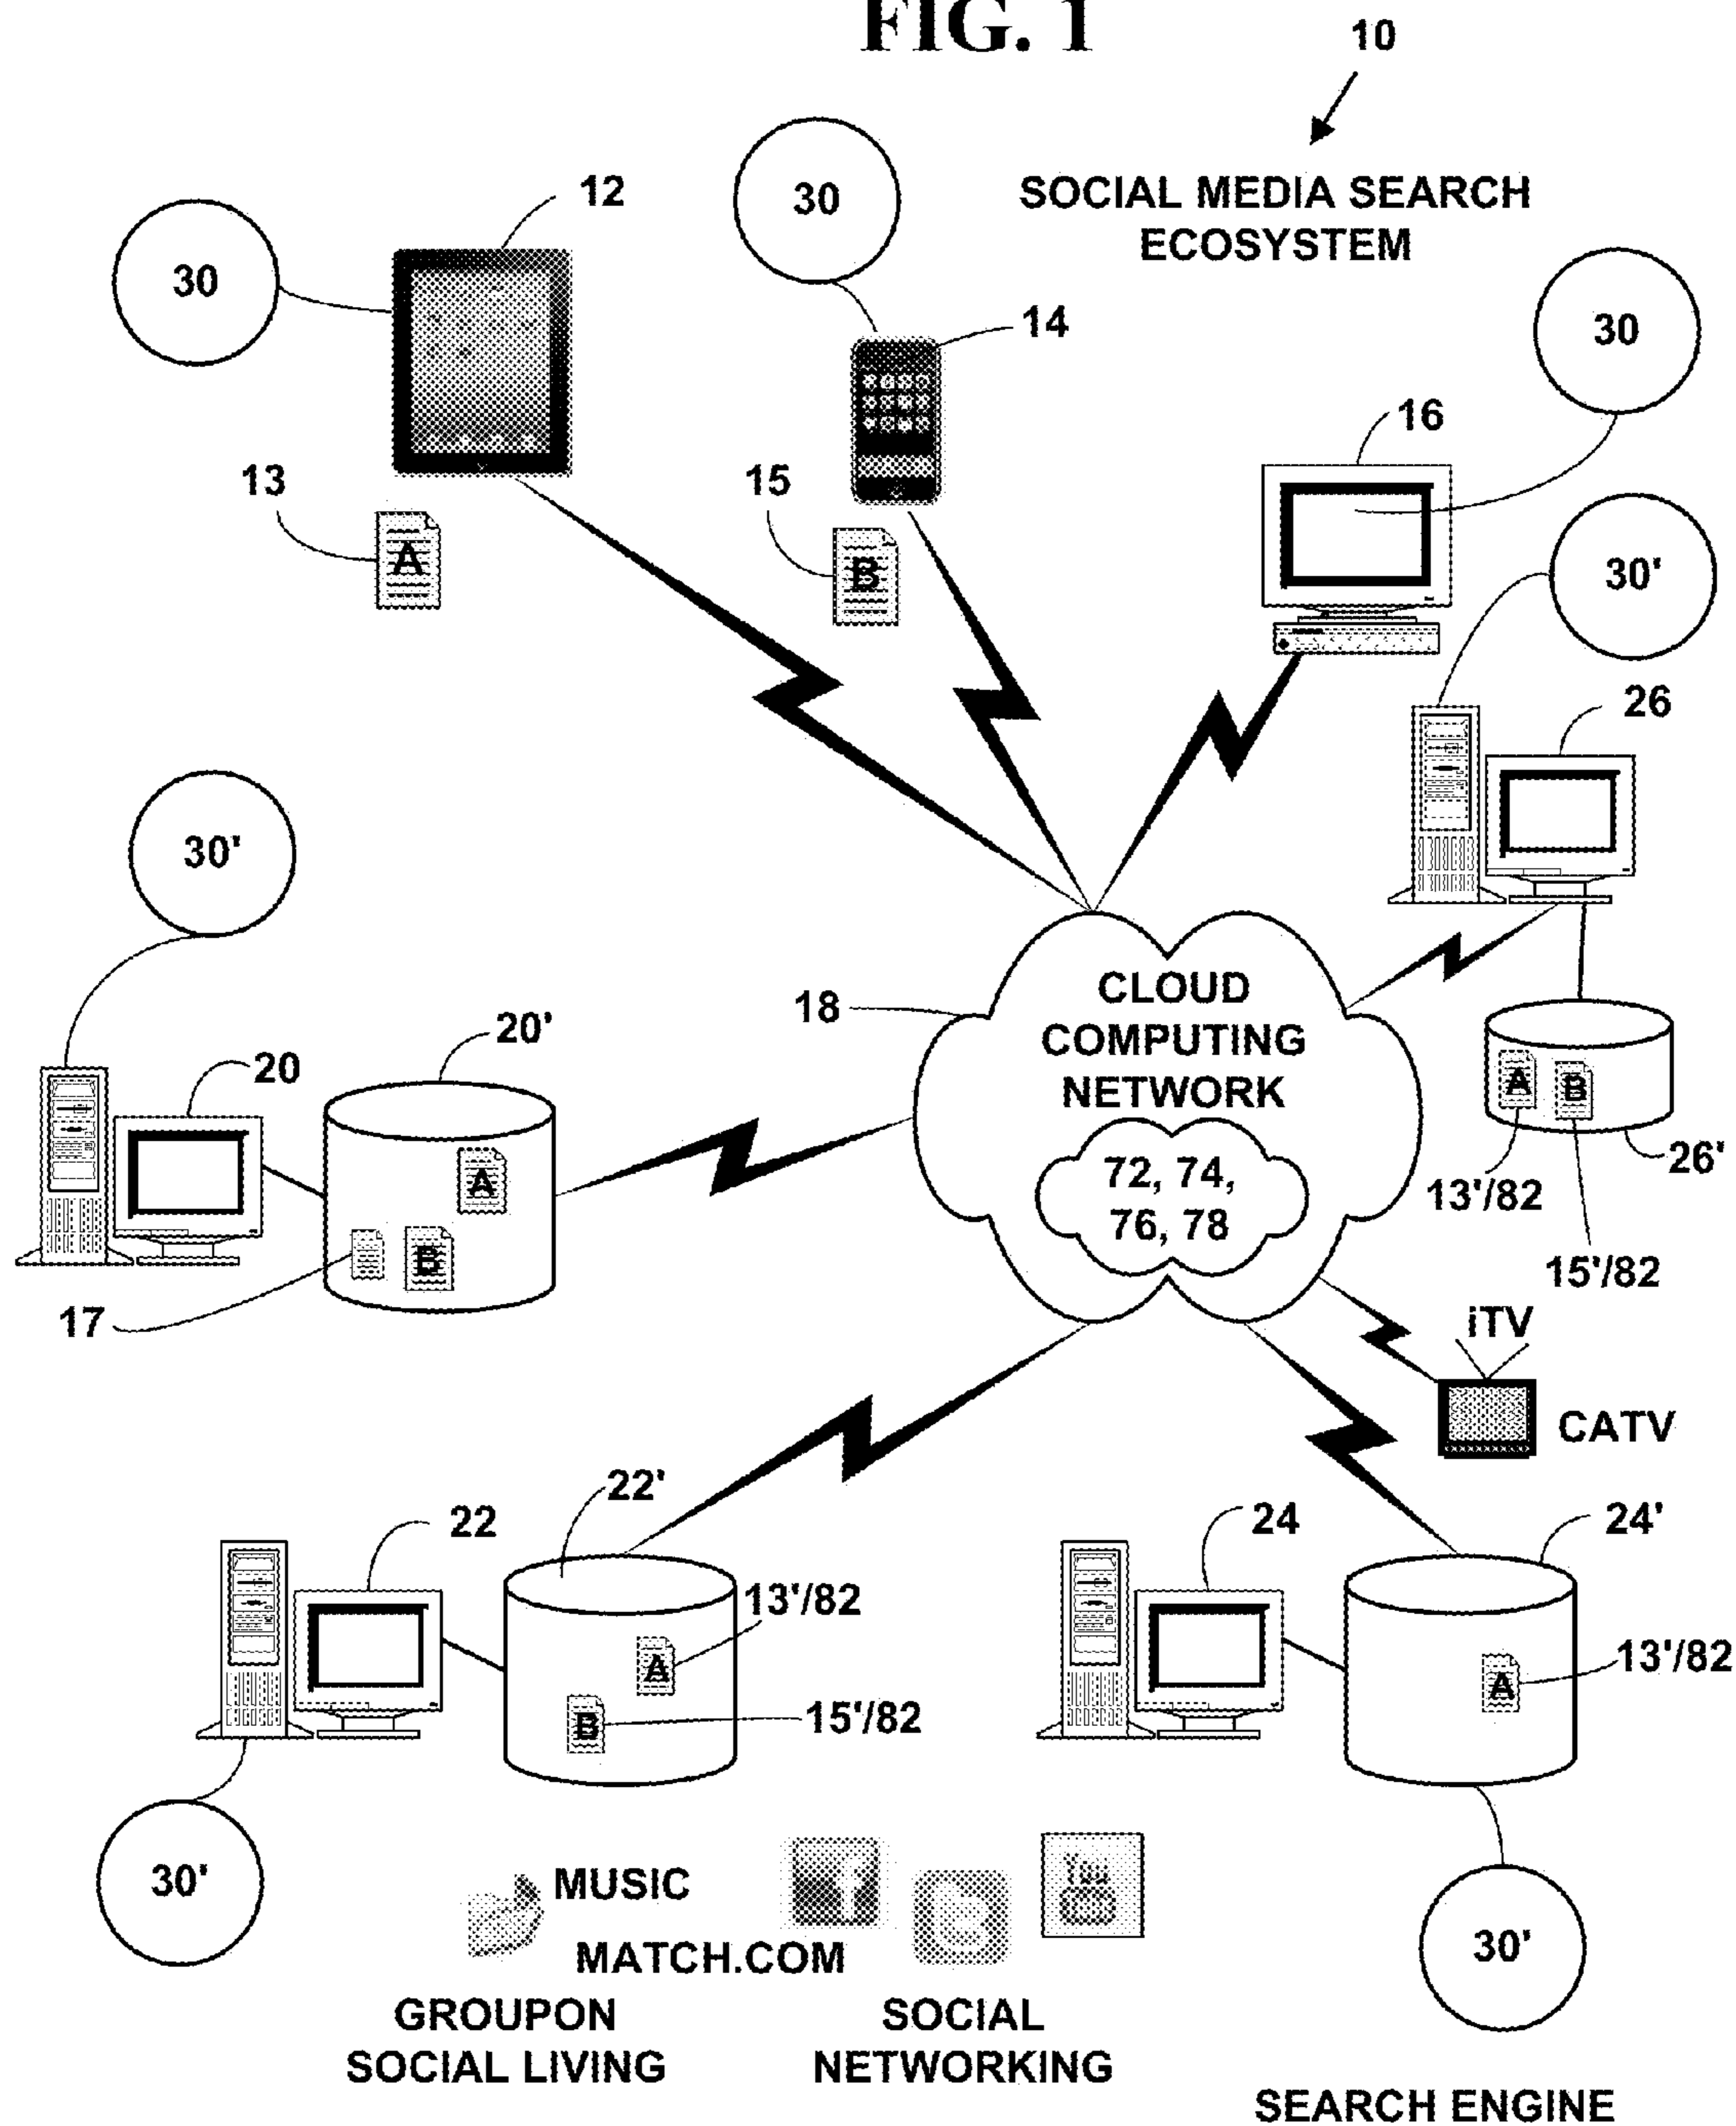 FIG. 1
10
SOCIAL MEDIA SEARCH
ECOSYSTEM
12
30
30
14
30
16
13
A
15
B
30'
26
30'
18
CLOUD
COMPUTING
NETWORK
72, 74,
76, 78
20'
20
A
B
17
A
B
26'
13'/82
15'/82
iTV
CATV
22'
22
13'/82
A
15'/82
B
24
24'
13'/82
A
30'
MUSIC
f
You
MATCH.COM
30'
GROUPON
SOCIAL LIVING
SOCIAL
NETWORKING
SEARCH ENGINE